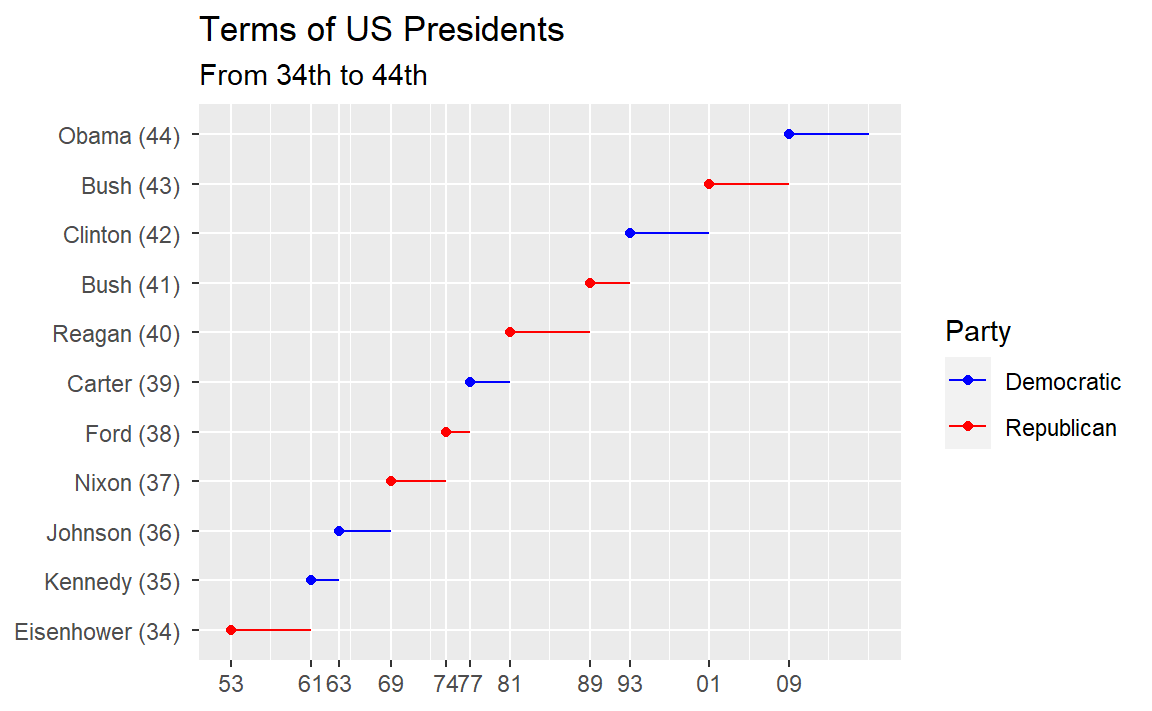 Terms of US Presidents
From 34th to 44th
Obama (44)
Bush (43)
Clinton (42)
Bush (41)
Reagan (40)
Carter (39)
Ford (38)
Nixon (37)
Johnson (36)
Kennedy (35)
Eisenhower (34)
53 61 63 69 74 77 81 89 93 01 09
Party
Democratic
Republican